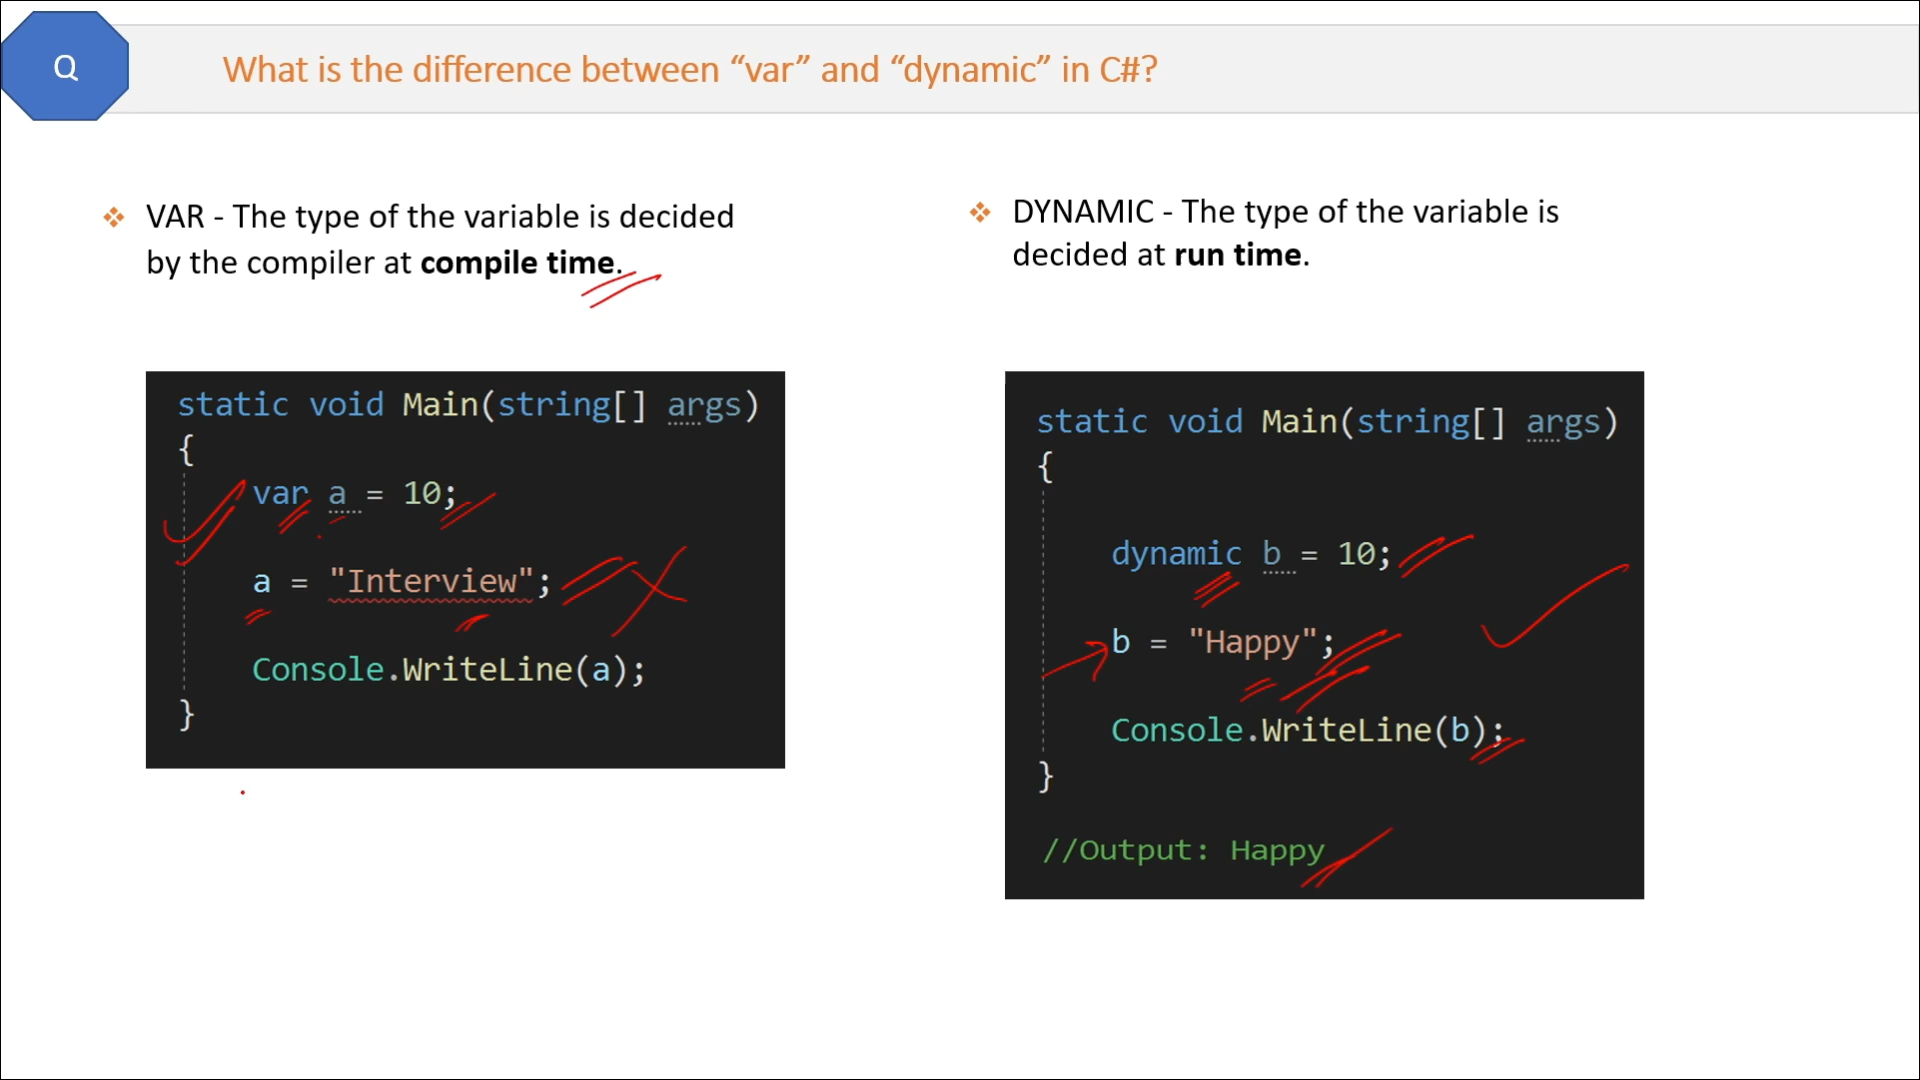 Q
What is the difference between “var” and “dynamic” in C#?
VAR - The type of the variable is decided
by the compiler at compile time.
static void Main(string[] args)
{
var a = 10;
a = "Interview";
Console.WriteLine(a);
}
DYNAMIC - The type of the variable is
decided at run time.
static void Main(string[] args)
{
dynamic b = 10;
b = "Happy";
Console.WriteLine(b);
}
//Output: Happy